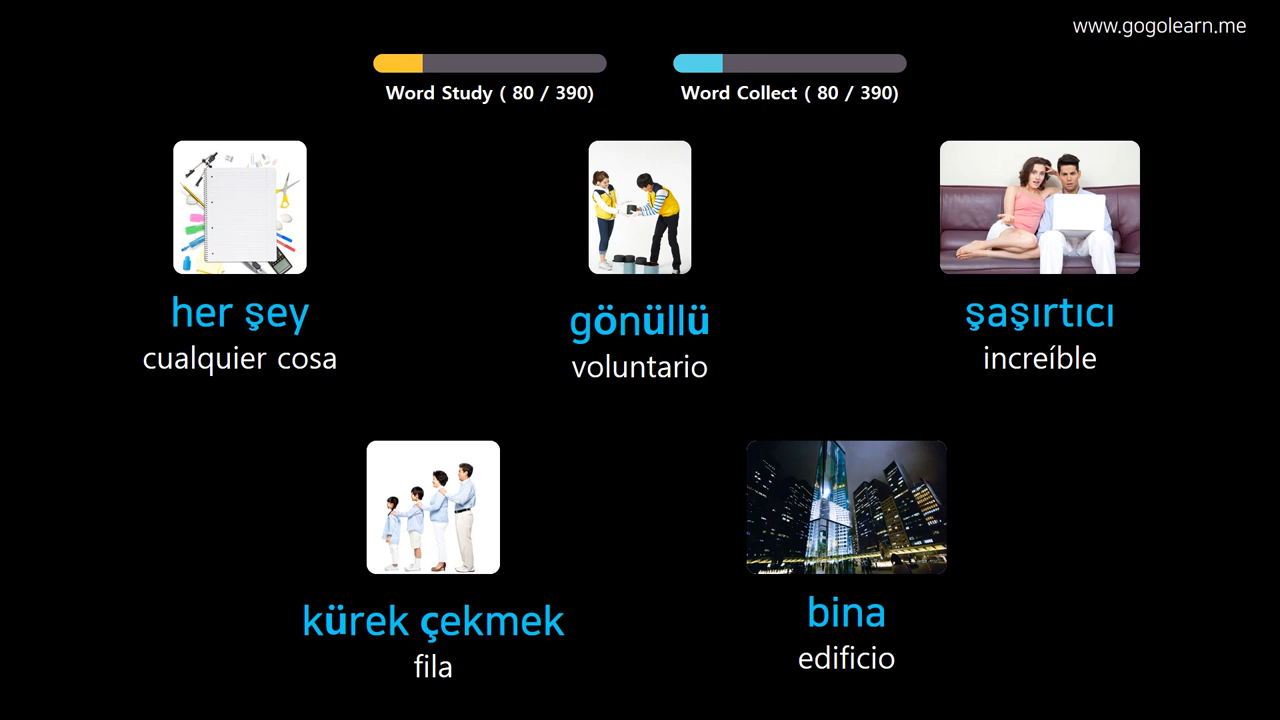 www.gogolearn.me
Word Study ( 80 / 390)
Word Collect ( 80 / 390)
her şey
cualquier cosa
gönüllü
voluntario
şaşırtıcı
increíble
kürek çekmek
fila
bina
edificio